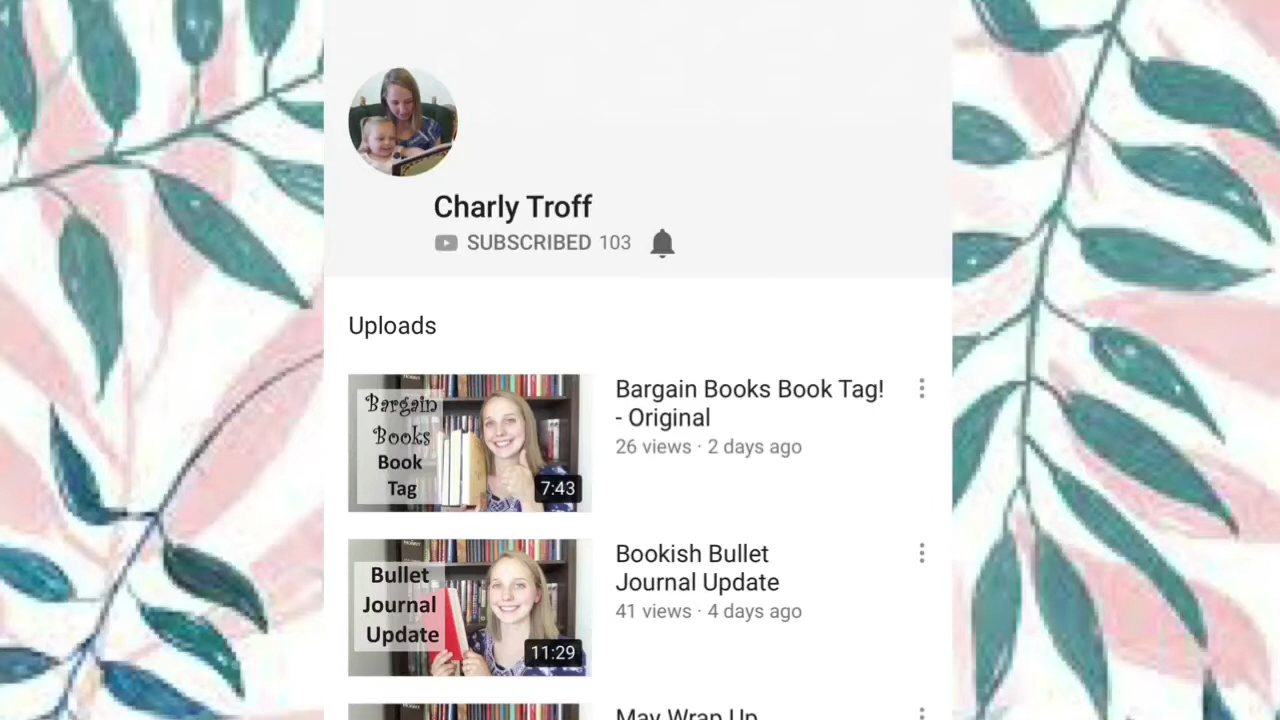 Charly Troff
SUBSCRIBED 103
Uploads
Bargain
Books
Book
Tag
7:43
Bargain Books Book Tag!
- Original
26 views · 2 days ago
Bullet
Journal
Update
11:29
Bookish Bullet
Journal Update
41 views · 4 days ago
May Wrap Up